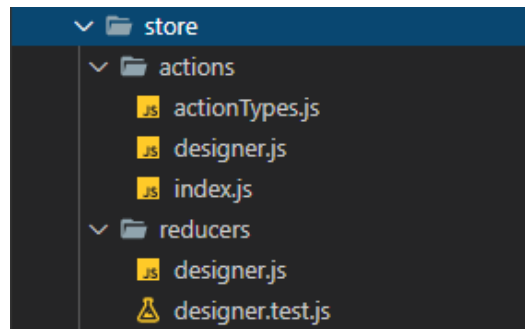 store
actions
JS actionTypes.js
JS designer.js
JS index.js
reducers
JS designer.js
designer.test.js